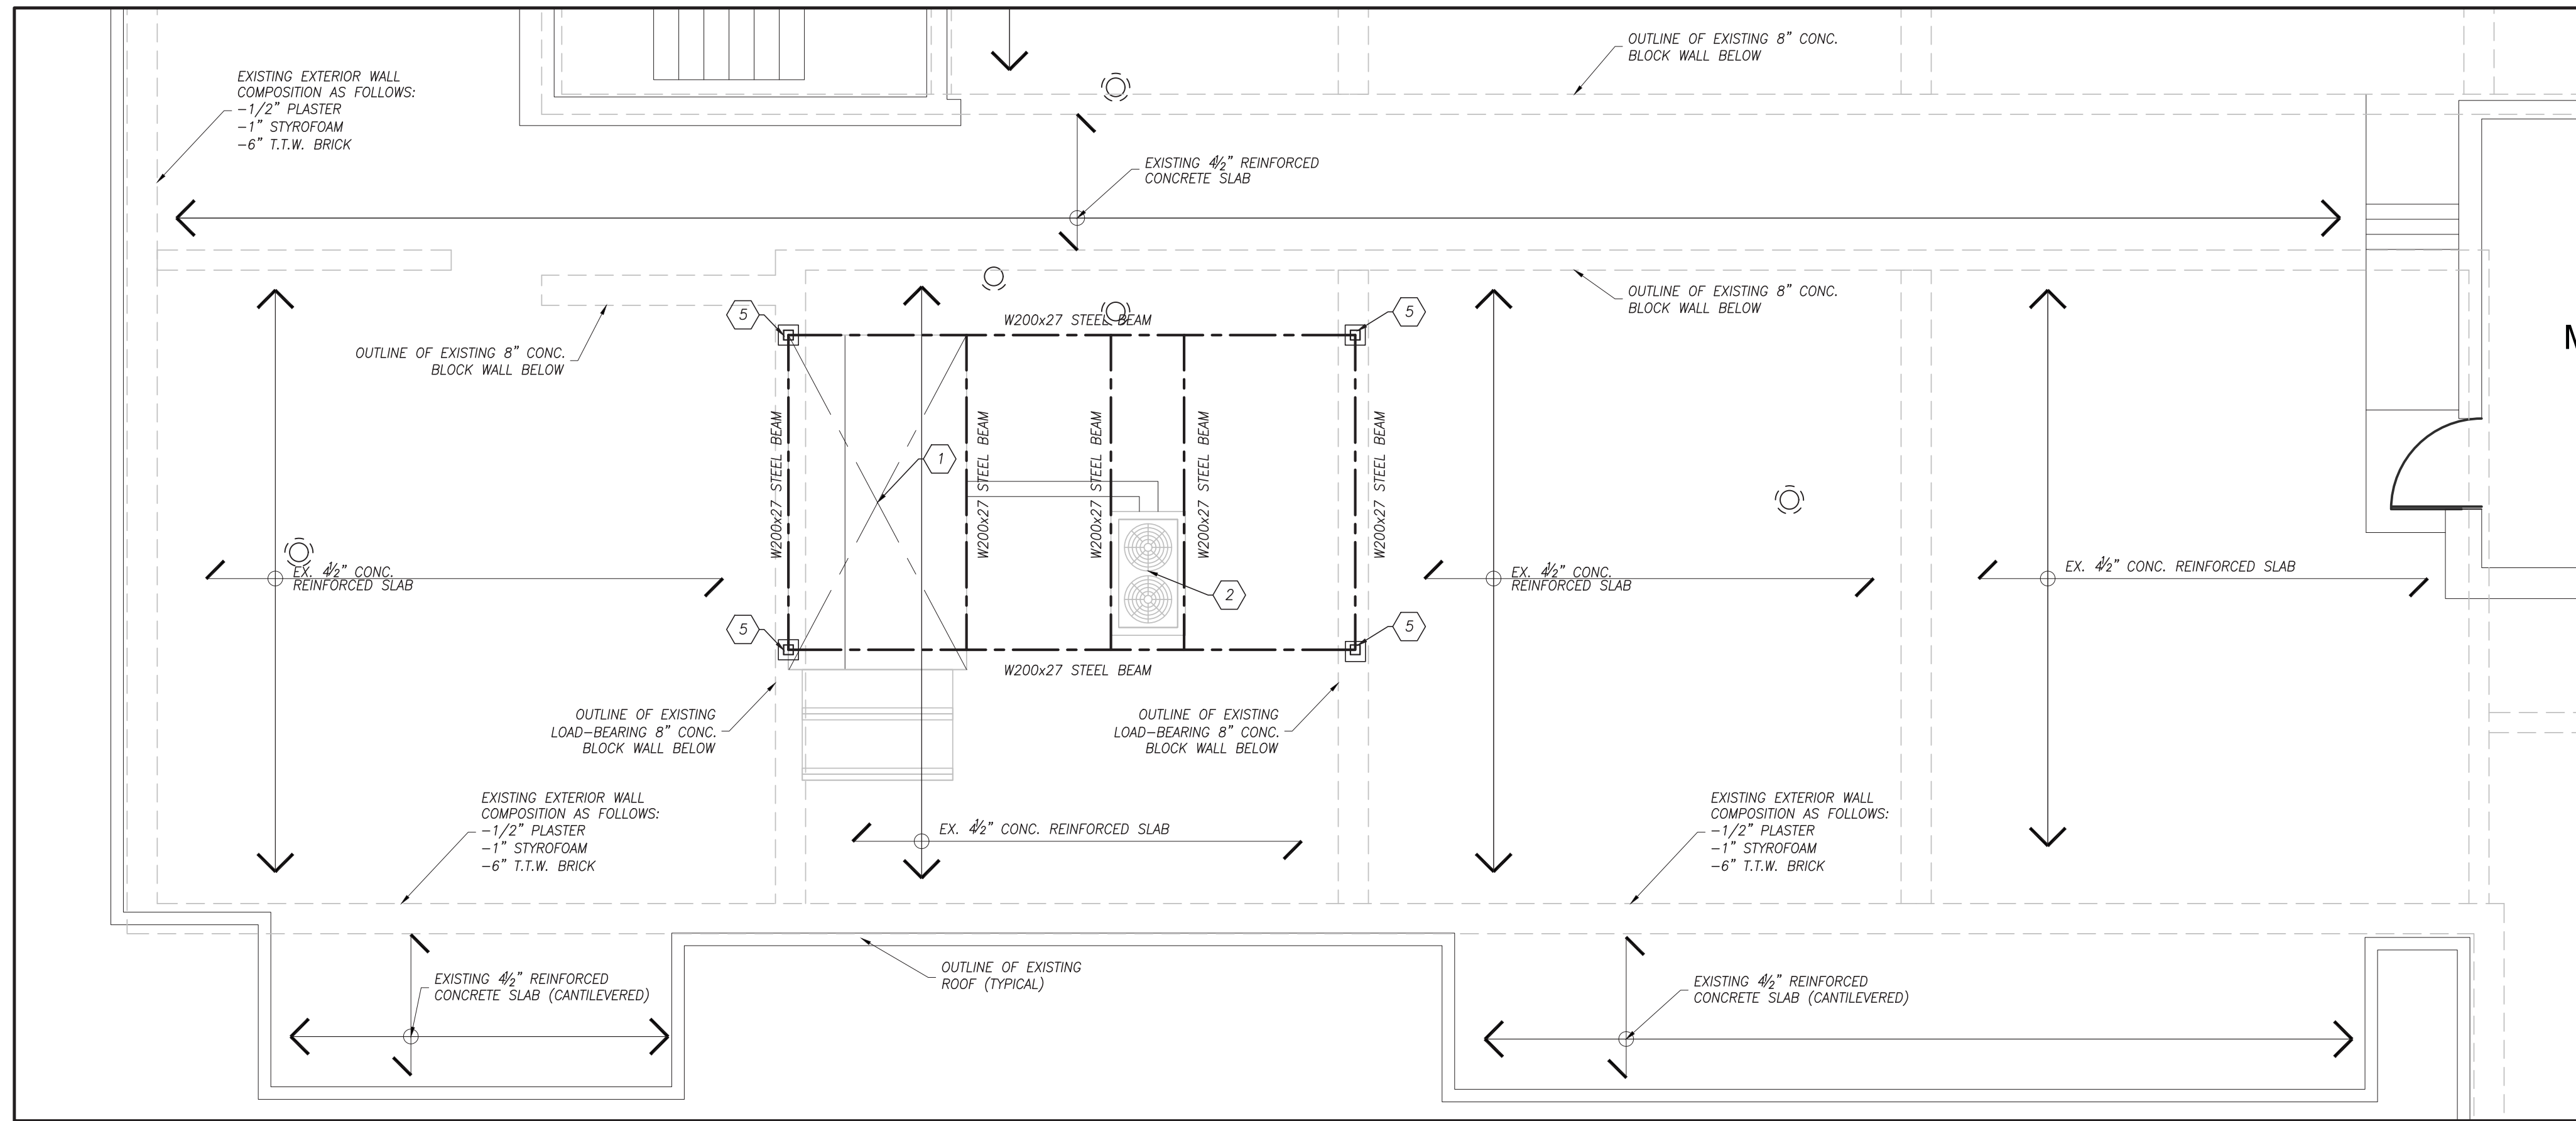 OUTLINE OF EXISTING 8" CONC.
BLOCK WALL BELOW
EXISTING EXTERIOR WALL
COMPOSITION AS FOLLOWS:
-1/2" PLASTER
-1" STYROFOAM
-6" T.T.W. BRICK
EXISTING 4½" REINFORCED
CONCRETE SLAB
OUTLINE OF EXISTING 8" CONC.
BLOCK WALL BELOW
5
W200x27 STEEL BEAM
5
M
OUTLINE OF EXISTING 8" CONC.
BLOCK WALL BELOW
W200x27 STEEL BEAM
W200x27 STEEL BEAM
W200x27 STEEL BEAM
W200x27 STEEL BEAM
W200x27 STEEL BEAM
1
EX. 4½" CONC.
REINFORCED SLAB
2
EX. 4½" CONC.
REINFORCED SLAB
EX. 4½" CONC. REINFORCED SLAB
5
5
W200x27 STEEL BEAM
OUTLINE OF EXISTING
LOAD-BEARING 8" CONC.
BLOCK WALL BELOW
OUTLINE OF EXISTING
LOAD-BEARING 8" CONC.
BLOCK WALL BELOW
EXISTING EXTERIOR WALL
COMPOSITION AS FOLLOWS:
-1/2" PLASTER
-1" STYROFOAM
-6" T.T.W. BRICK
EX. 4½" CONC. REINFORCED SLAB
EXISTING EXTERIOR WALL
COMPOSITION AS FOLLOWS:
-1/2" PLASTER
-1" STYROFOAM
-6" T.T.W. BRICK
EXISTING 4½" REINFORCED
CONCRETE SLAB (CANTILEVERED)
OUTLINE OF EXISTING
ROOF (TYPICAL)
EXISTING 4½" REINFORCED
CONCRETE SLAB (CANTILEVERED)